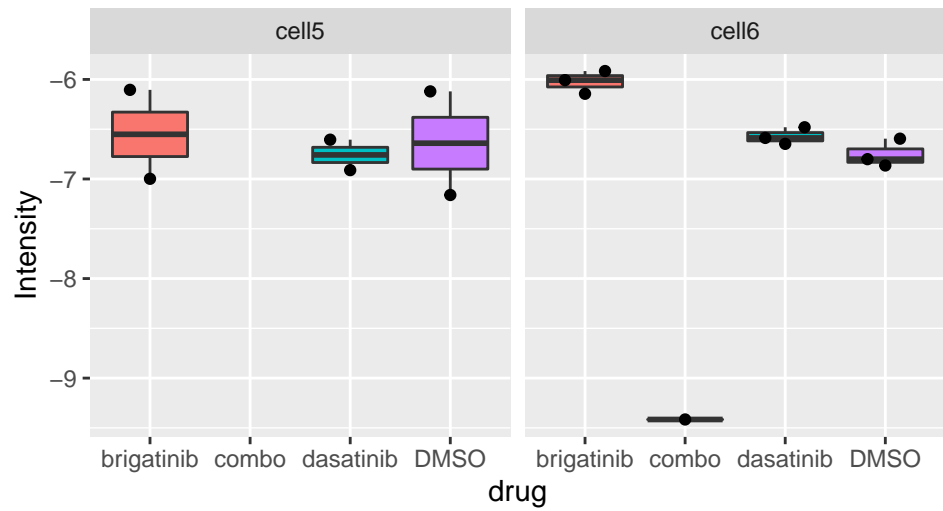 cell5 cell6
Intensity
−6
−7
−8
−9
brigatinib combo dasatinib DMSO brigatinib combo dasatinib DMSO
drug